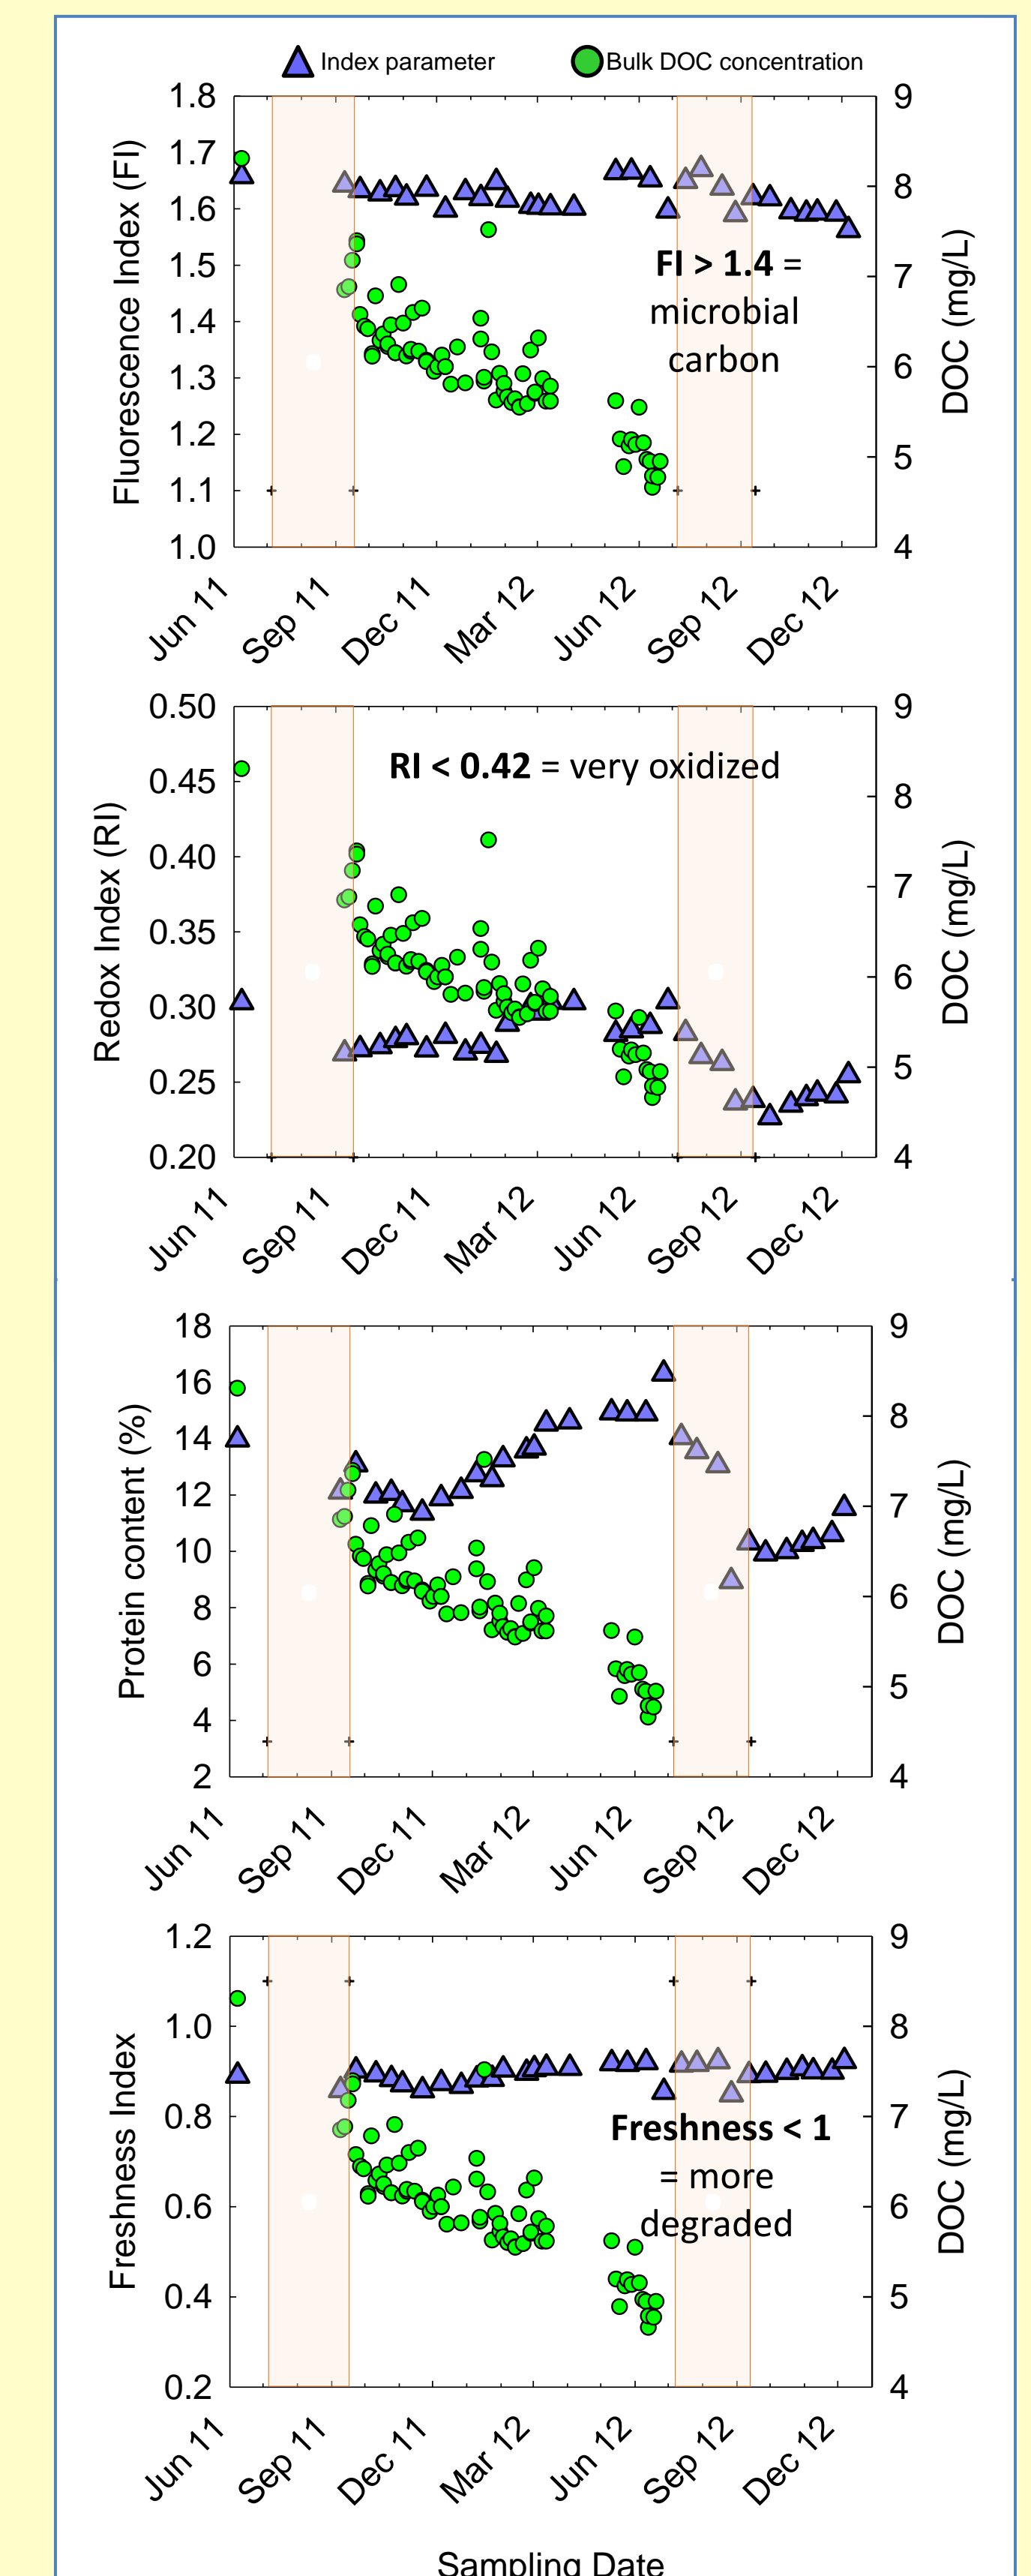 Index parameter
Bulk DOC concentration
1.8
1.7
1.6
1.5
1.4
1.3
1.2
1.1
1.0
Fluorescence Index (FI)
9
8
7
6
5
4
DOC (mg/L)
FI > 1.4 =
microbial
carbon
Jun 11
Sep 11
Dec 11
Mar 12
Jun 12
Sep 12
Dec 12
0.50
0.45
0.40
0.35
0.30
0.25
0.20
Redox Index (RI)
9
8
7
6
5
4
DOC (mg/L)
RI < 0.42 = very oxidized
Jun 11
Sep 11
Dec 11
Mar 12
Jun 12
Sep 12
Dec 12
18
16
14
12
10
8
6
4
2
Protein content (%)
9
8
7
6
5
4
DOC (mg/L)
Jun 11
Sep 11
Dec 11
Mar 12
Jun 12
Sep 12
Dec 12
1.2
1.0
0.8
0.6
0.4
0.2
Freshness Index
9
8
7
6
5
4
DOC (mg/L)
Freshness < 1
= more
degraded
Jun 11
Sep 11
Dec 11
Mar 12
Jun 12
Sep 12
Dec 12
Sampling Date